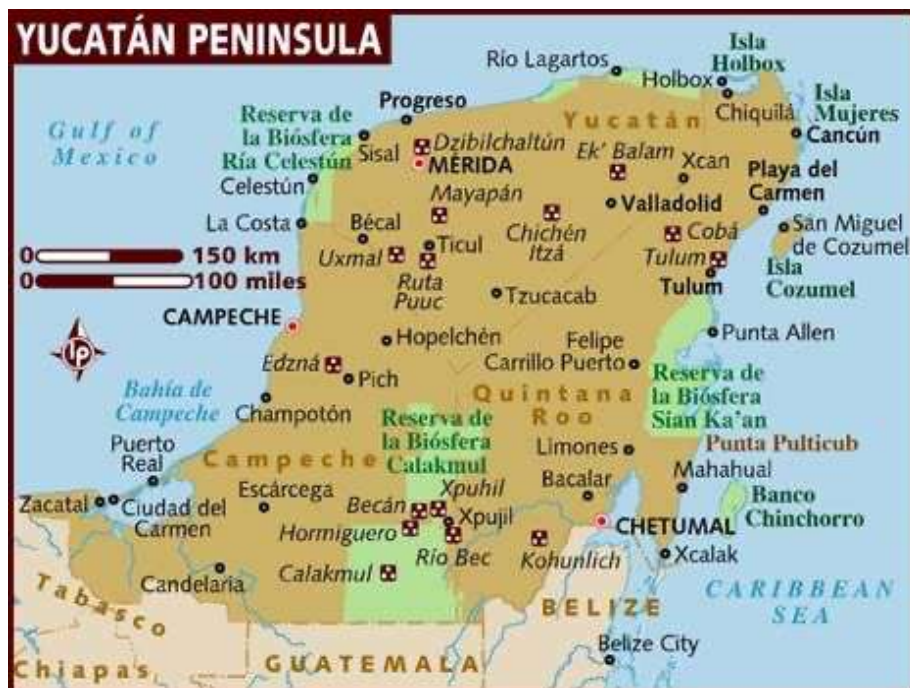 YUCATÁN PENINSULA
Río Lagartos
Isla
Holbox
Holbox
Chiquilá
Isla
Mujeres
Cancún
Gulf of
Mexico
Reserva de
la Biósfera
Ría Celestún
Progreso
Sisal
Dzibilchaltún
MÉRIDA
Yucatán
Ek' Balam
Xcan
Playa del
Carmen
Celestún
Mayapán
Valladolid
La Costa
Bécal
Chichén
Itzá
Cobá
San Miguel
de Cozumel
0 150 km
0 100 miles
Uxmal
Ticul
Ruta
Puuc
Tulum
Tulum
Isla
Cozumel
Tzucacab
CAMPECHE
Hopelchén
Felipe
Carrillo Puerto
Punta Allen
LP
Edzná
Pich
Bahía de
Campeche
Champotón
Quintana
Roo
Reserva de
la Biósfera
Sian Ka'an
Reserva de
la Biósfera
Calakmul
Punta Pulticub
Puerto
Real
Campeche
Limones
Mahahual
Zacatal
Ciudad del
Carmen
Escárcega
Becán
Xpuhil
Bacalar
Banco
Chinchorro
Hormiguero
Xpujil
CHETUMAL
Río Bec
Kohunlich
Xcalak
Candelaria
Calakmul
Tabasco
BELIZE
CARIBBEAN
SEA
Chiapas
GUATEMALA
Belize City